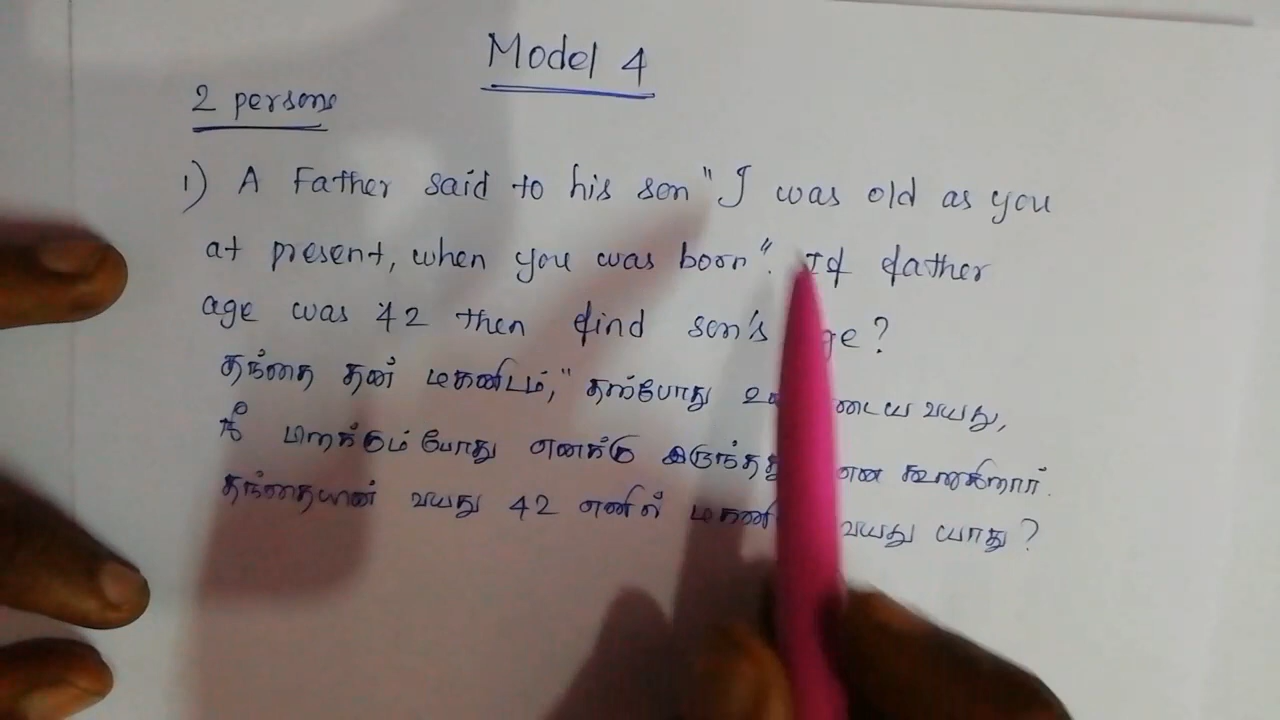 Model 4
2 persons
1) A Father said to his son "I was old as you
at present, when you was born". If father
age was 42 then find son's ge?
தந்தை தன் மகனிடம்," தற்போது டைய வயது,
நீ பிறக்கும் போது எனக்கு என கூறுகிறார்.
தந்தையின் வயது 42 எனில் வயது யாது?